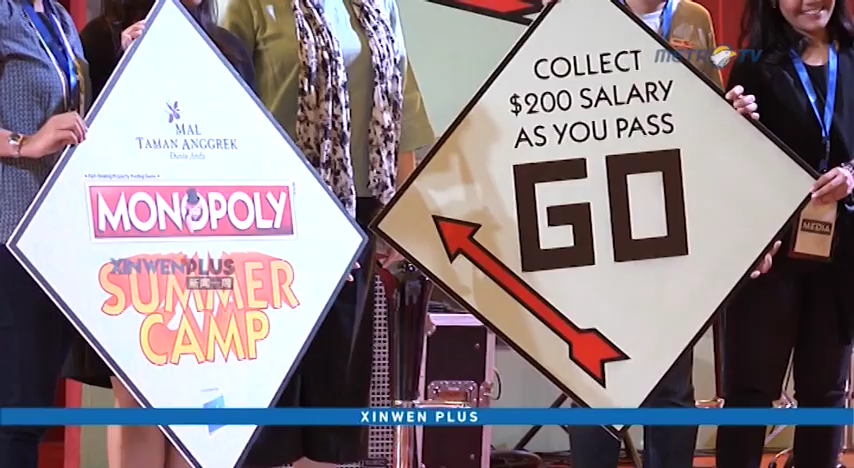 METRO TV
MAL
TAMAN ANGGREK
MONOPOLY
XINWEN PLUS
新闻一周
SUMMER
CAMP
COLLECT
$200 SALARY
AS YOU PASS
GO
MEDIA
XINWEN PLUS